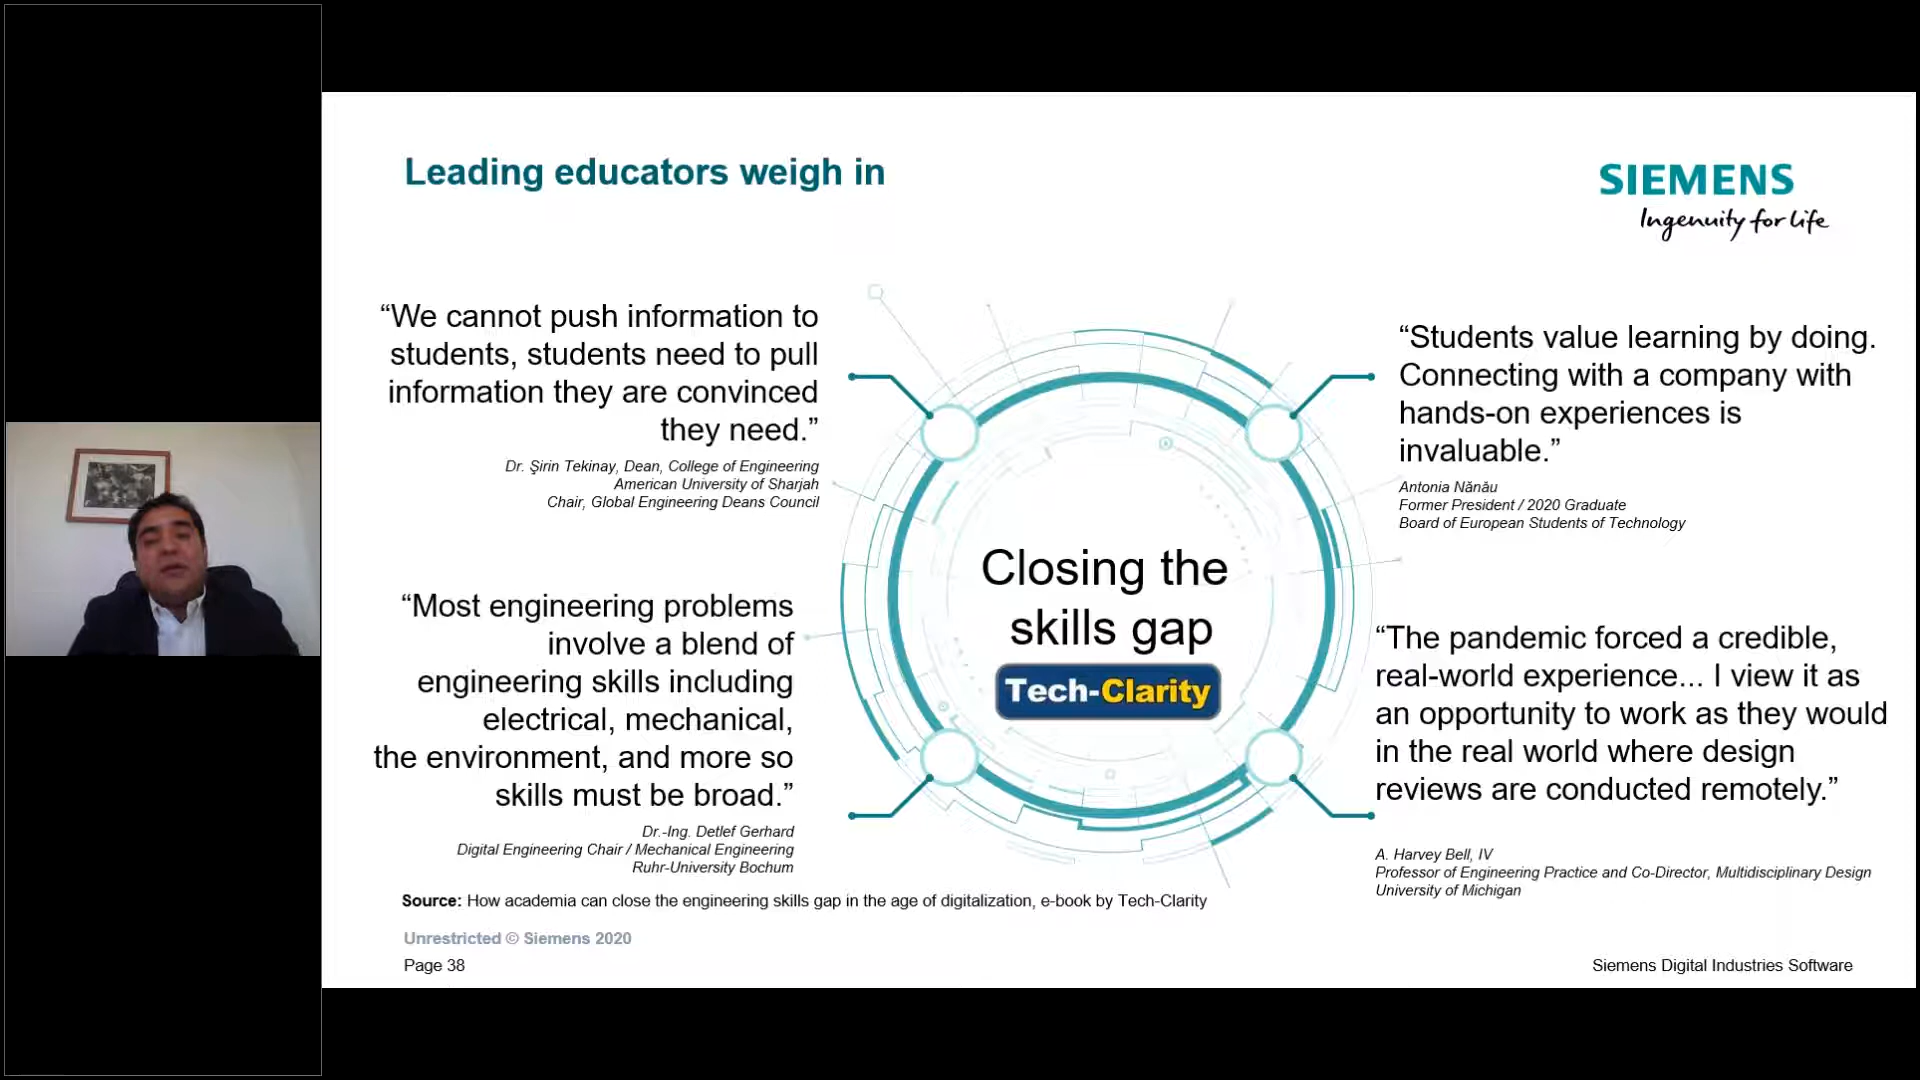 Leading educators weigh in
SIEMENS
Ingenuity for life
“We cannot push information to
students, students need to pull
information they are convinced
they need.”
Dr. Şirin Tekinay, Dean, College of Engineering
American University of Sharjah
Chair, Global Engineering Deans Council
“Students value learning by doing.
Connecting with a company with
hands-on experiences is
invaluable.”
Antonia Nănău
Former President / 2020 Graduate
Board of European Students of Technology
Closing the
skills gap
Tech-Clarity
“Most engineering problems
involve a blend of
engineering skills including
electrical, mechanical,
the environment, and more so
skills must be broad.”
Dr.-Ing. Detlef Gerhard
Digital Engineering Chair / Mechanical Engineering
Ruhr-University Bochum
“The pandemic forced a credible,
real-world experience... I view it as
an opportunity to work as they would
in the real world where design
reviews are conducted remotely.”
A. Harvey Bell, IV
Professor of Engineering Practice and Co-Director, Multidisciplinary Design
University of Michigan
Source: How academia can close the engineering skills gap in the age of digitalization, e-book by Tech-Clarity
Unrestricted © Siemens 2020
Page 38
Siemens Digital Industries Software